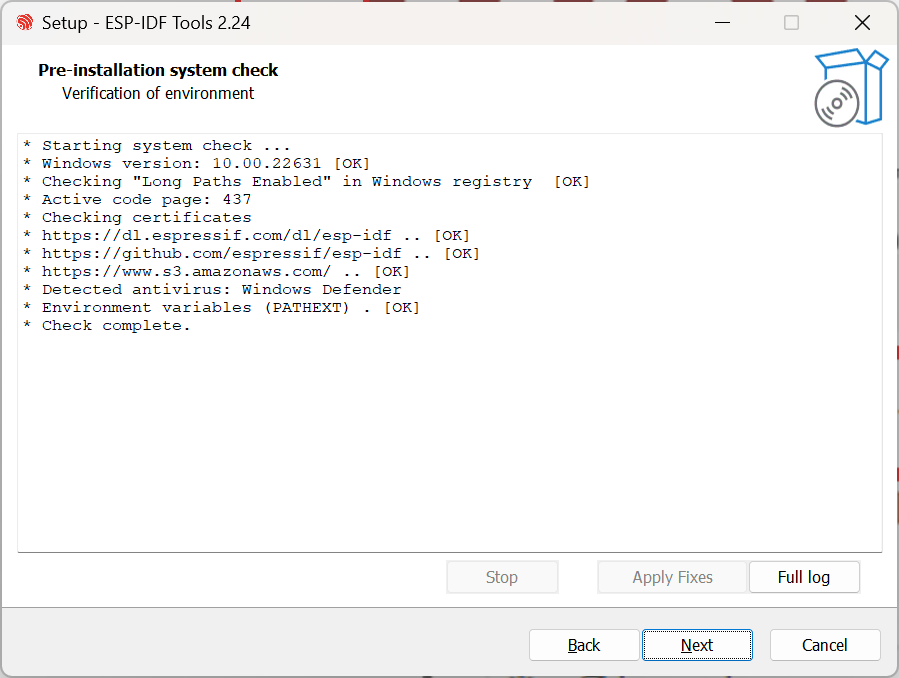 Setup - ESP-IDF Tools 2.24
Pre-installation system check
Verification of environment
* Starting system check ...
* Windows version: 10.00.22631 [OK]
* Checking "Long Paths Enabled" in Windows registry  [OK]
* Active code page: 437
* Checking certificates
* https://dl.espressif.com/dl/esp-idf .. [OK]
* https://github.com/espressif/esp-idf .. [OK]
* https://www.s3.amazonaws.com/ .. [OK]
* Detected antivirus: Windows Defender
* Environment variables (PATHEXT) . [OK]
* Check complete.
Stop Apply Fixes Full log
Back Next Cancel